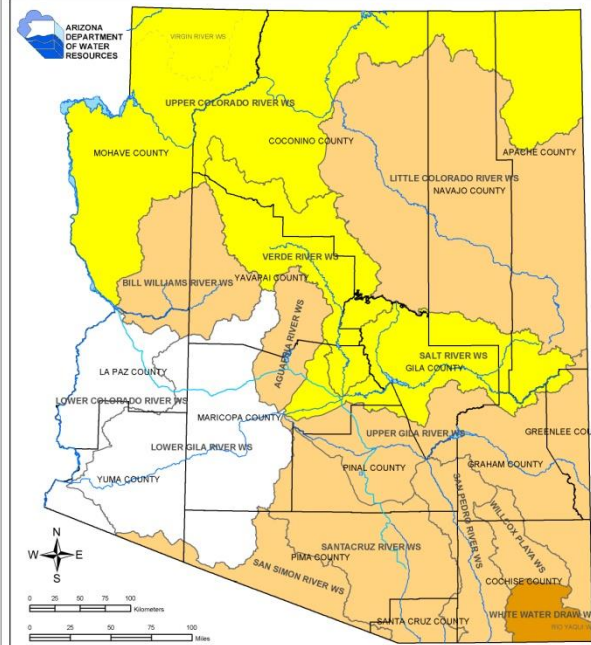 ARIZONA
DEPARTMENT
OF WATER
RESOURCES
VIRGIN RIVER WS
UPPER COLORADO RIVER WS
COCONINO COUNTY
MOHAVE COUNTY
APACHE COUNTY
LITTLE COLORADO RIVER WS
NAVAJO COUNTY
VERDE RIVER WS
YAVAPAI COUNTY
BILL WILLIAMS RIVER WS
AGUA FRIA RIVER WS
SALT RIVER WS
GILA COUNTY
LA PAZ COUNTY
LOWER COLORADO RIVER WS
MARICOPA COUNTY
UPPER GILA RIVER WS
GREENLEE COU
LOWER GILA RIVER WS
PINAL COUNTY
GRAHAM COUNTY
YUMA COUNTY
SAN PEDRO RIVER WS
WILLCOX PLAYA WS
SANTACRUZ RIVER WS
PIMA COUNTY
SAN SIMON RIVER WS
COCHISE COUNTY
WHITE WATER DRAW W
SANTA CRUZ COUNTY
RIO YAQUI W
N
W E
S
0 25 50 100
Kilometers
0 25 50 100
Miles